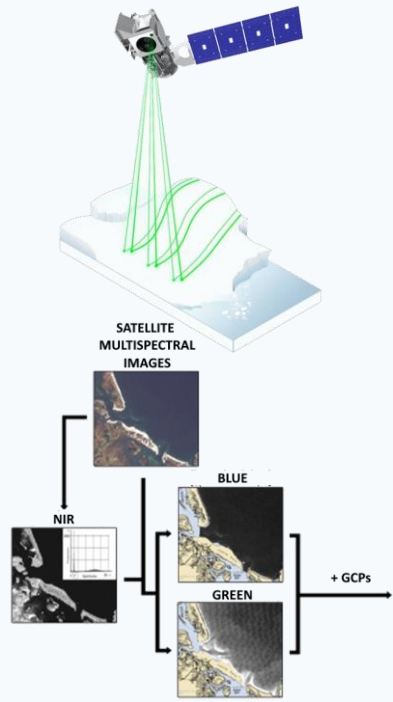 SATELLITE
MULTISPECTRAL
IMAGES
BLUE
NIR
GREEN
+ GCPs